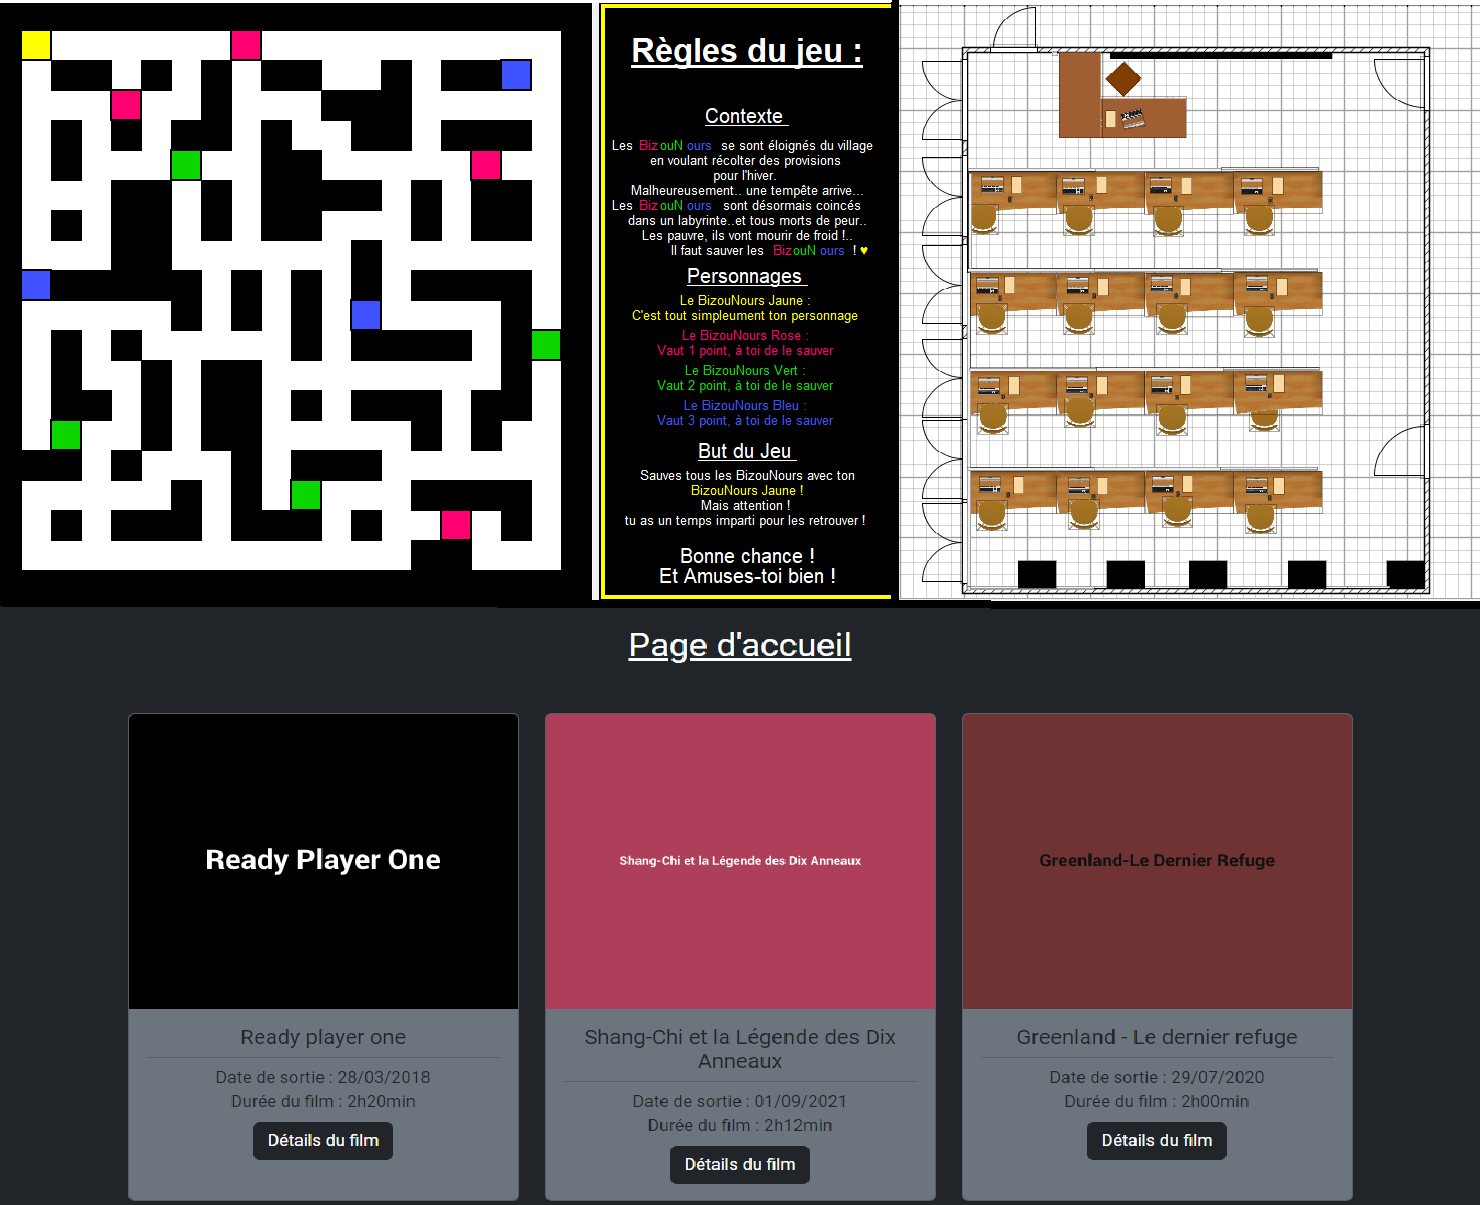 Règles du jeu :
Contexte
Les BizouNours se sont éloignés du village
en voulant récolter des provisions
pour l'hiver.
Malheureusement.. une tempête arrive...
Les BizouNours sont désormais coincés
dans un labyrinte..et tous morts de peur..
Les pauvre, ils vont mourir de froid !..
Il faut sauver les BizouNours ! ♥
Personnages
Le BizouNours Jaune :
C'est tout simpleument ton personnage
Le BizouNours Rose :
Vaut 1 point, à toi de le sauver
Le BizouNours Vert :
Vaut 2 point, à toi de le sauver
Le BizouNours Bleu :
Vaut 3 point, à toi de le sauver
But du Jeu
Sauves tous les BizouNours avec ton
BizouNours Jaune !
Mais attention !
tu as un temps imparti pour les retrouver !
Bonne chance !
Et Amuses-toi bien !
Page d'accueil
Ready Player One
Ready player one
Date de sortie : 28/03/2018
Durée du film : 2h20min
Détails du film
Shang-Chi et la Légende des Dix Anneaux
Shang-Chi et la Légende des Dix
Anneaux
Date de sortie : 01/09/2021
Durée du film : 2h12min
Détails du film
Greenland-Le Dernier Refuge
Greenland - Le dernier refuge
Date de sortie : 29/07/2020
Durée du film : 2h00min
Détails du film